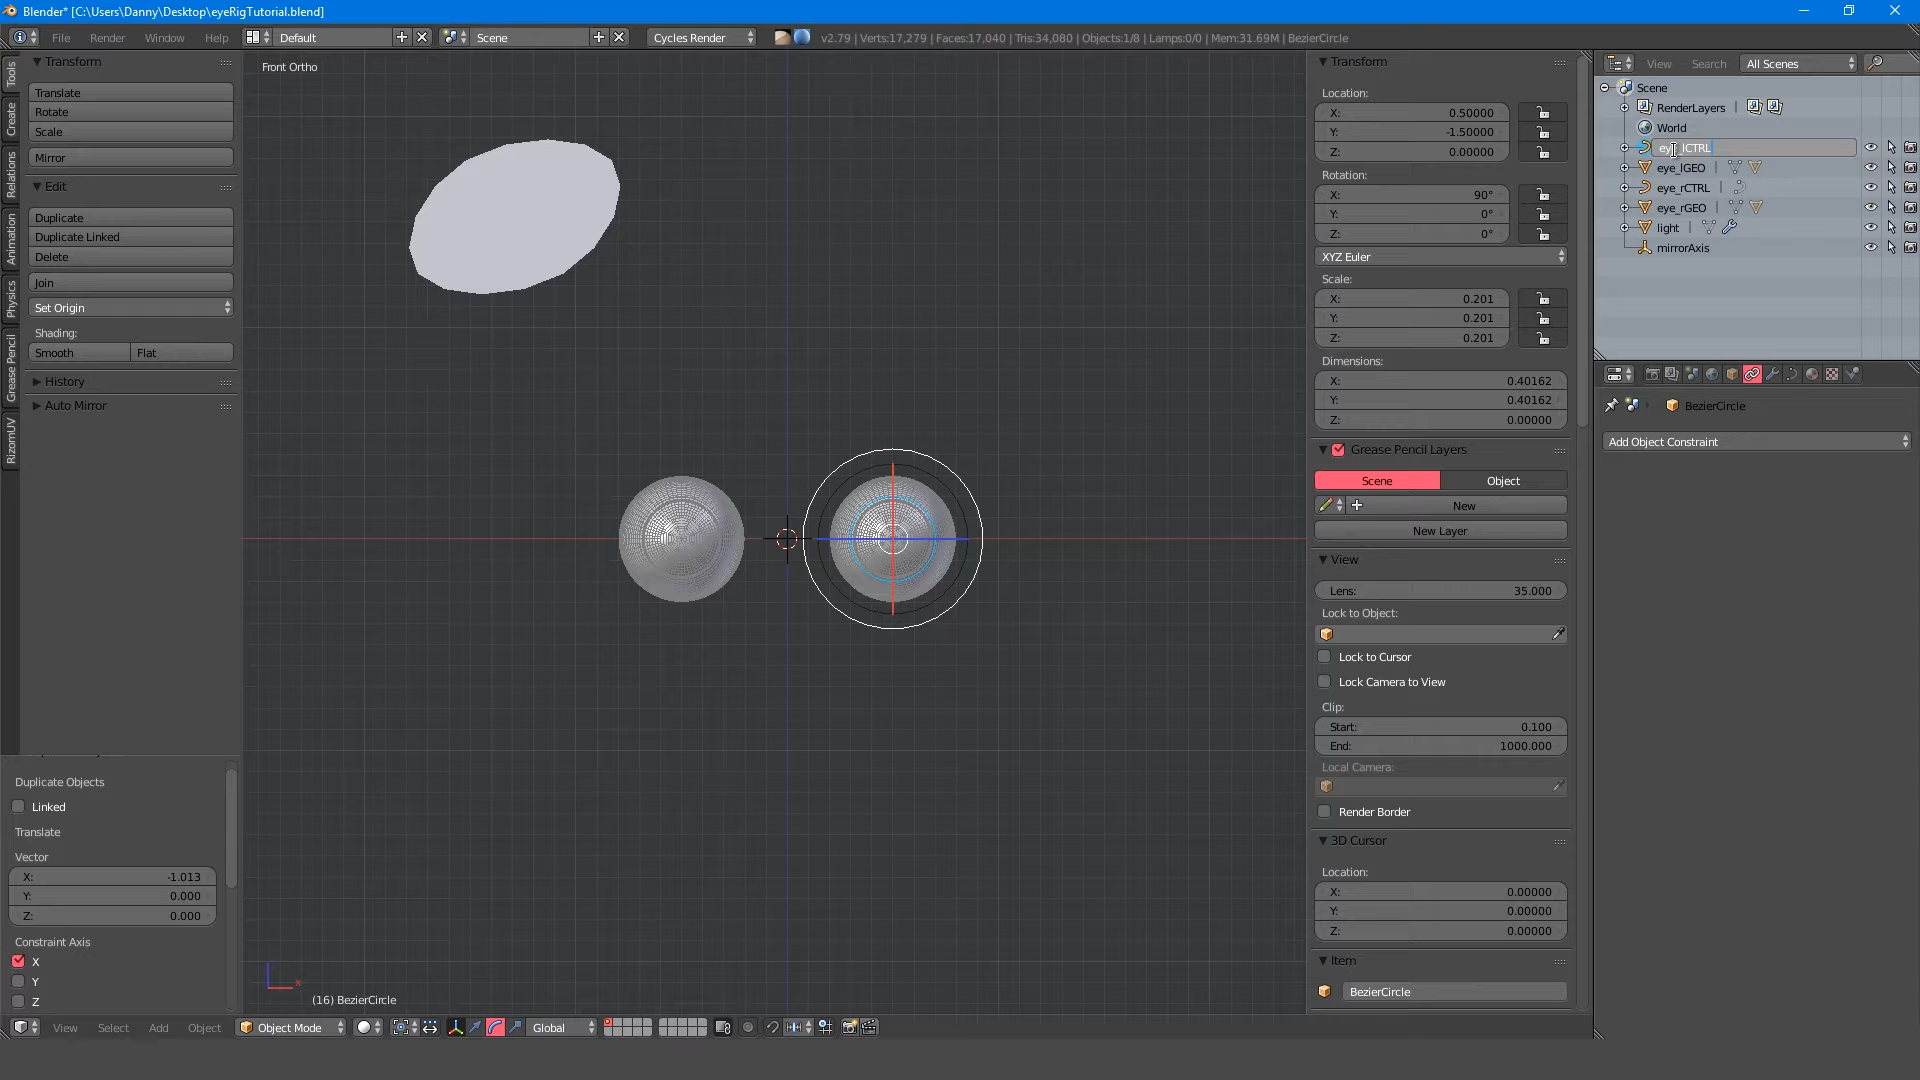 Blender* [C:\Users\Danny\Desktop\eyeRigTutorial.blend]
File Render Window Help Default Scene Cycles Render v2.79 | Verts:17,279 | Faces:17,040 | Tris:34,080 | Objects:1/8 | Lamps:0/0 | Mem:31.69M | BezierCircle
Tools
Create
Relations
Animation
Physics
Grease Pencil
RizomUV
Transform
Translate
Rotate
Scale
Mirror
Edit
Duplicate
Duplicate Linked
Delete
Join
Set Origin
Shading:
Smooth Flat
History
Auto Mirror
Duplicate Objects
Linked
Translate
Vector
X: -1.013
Y: 0.000
Z: 0.000
Constraint Axis
X
Y
Z
Front Ortho
x
(16) BezierCircle
View Select Add Object Object Mode Global
Transform
Location:
X: 0.50000
Y: -1.50000
Z: 0.00000
Rotation:
X: 90°
Y: 0°
Z: 0°
XYZ Euler
Scale:
X: 0.201
Y: 0.201
Z: 0.201
Dimensions:
X: 0.40162
Y: 0.40162
Z: 0.00000
Grease Pencil Layers
Scene Object
New
New Layer
View
Lens: 35.000
Lock to Object:
Lock to Cursor
Lock Camera to View
Clip:
Start: 0.100
End: 1000.000
Local Camera:
Render Border
3D Cursor
Location:
X: 0.00000
Y: 0.00000
Z: 0.00000
Item
BezierCircle
View Search All Scenes
Scene
RenderLayers
World
eye_lCTRL
eye_lGEO
eye_rCTRL
eye_rGEO
light
mirrorAxis
BezierCircle
Add Object Constraint